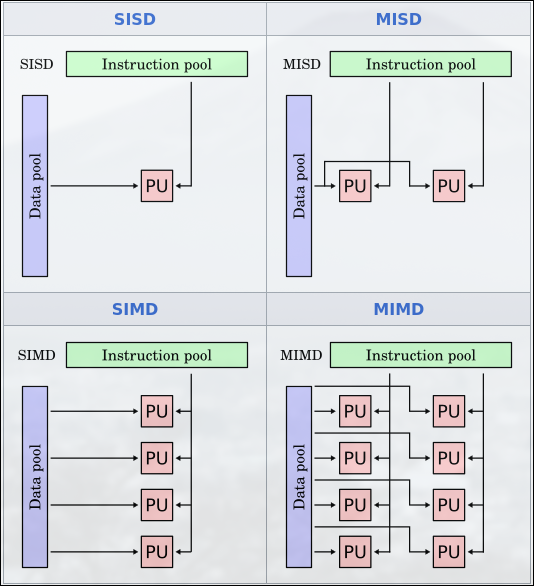 SISD
MISD
SISD
Instruction pool
Data pool
PU
MISD
Instruction pool
Data pool
PU
PU
SIMD
MIMD
SIMD
Instruction pool
Data pool
PU
PU
PU
PU
MIMD
Instruction pool
Data pool
PU
PU
PU
PU
PU
PU
PU
PU